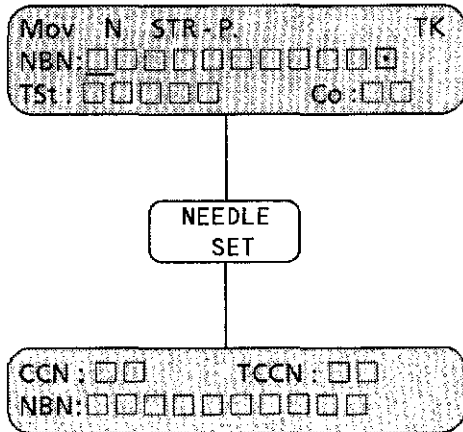 Mov N STR-P. TK
NBN:□□□□□□□□□□⊡
TSt:□□□□□ Co:□□
NEEDLE
SET
CCN:□□ TCCN:□□
NBN:□□□□□□□□□□